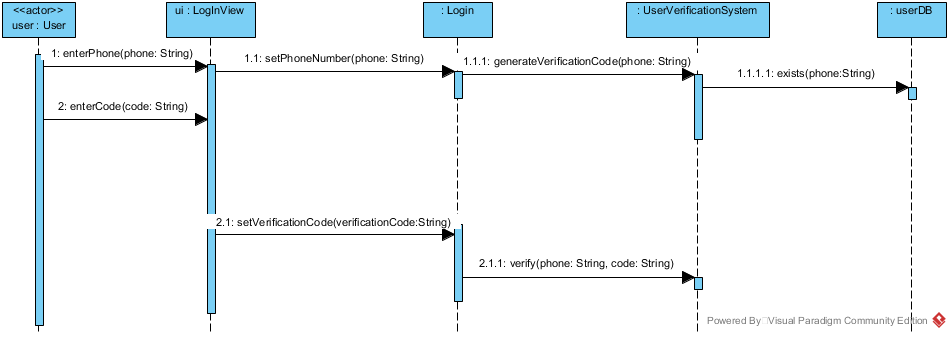 <<actor>>
user : User
ui : LogInView
: Login
: UserVerificationSystem
: userDB
1: enterPhone(phone: String)
1.1: setPhoneNumber(phone: String)
1.1.1: generateVerificationCode(phone: String)
1.1.1.1: exists(phone:String)
2: enterCode(code: String)
2.1: setVerificationCode(verificationCode:String)
2.1.1: verify(phone: String, code: String)
Powered By Visual Paradigm Community Edition